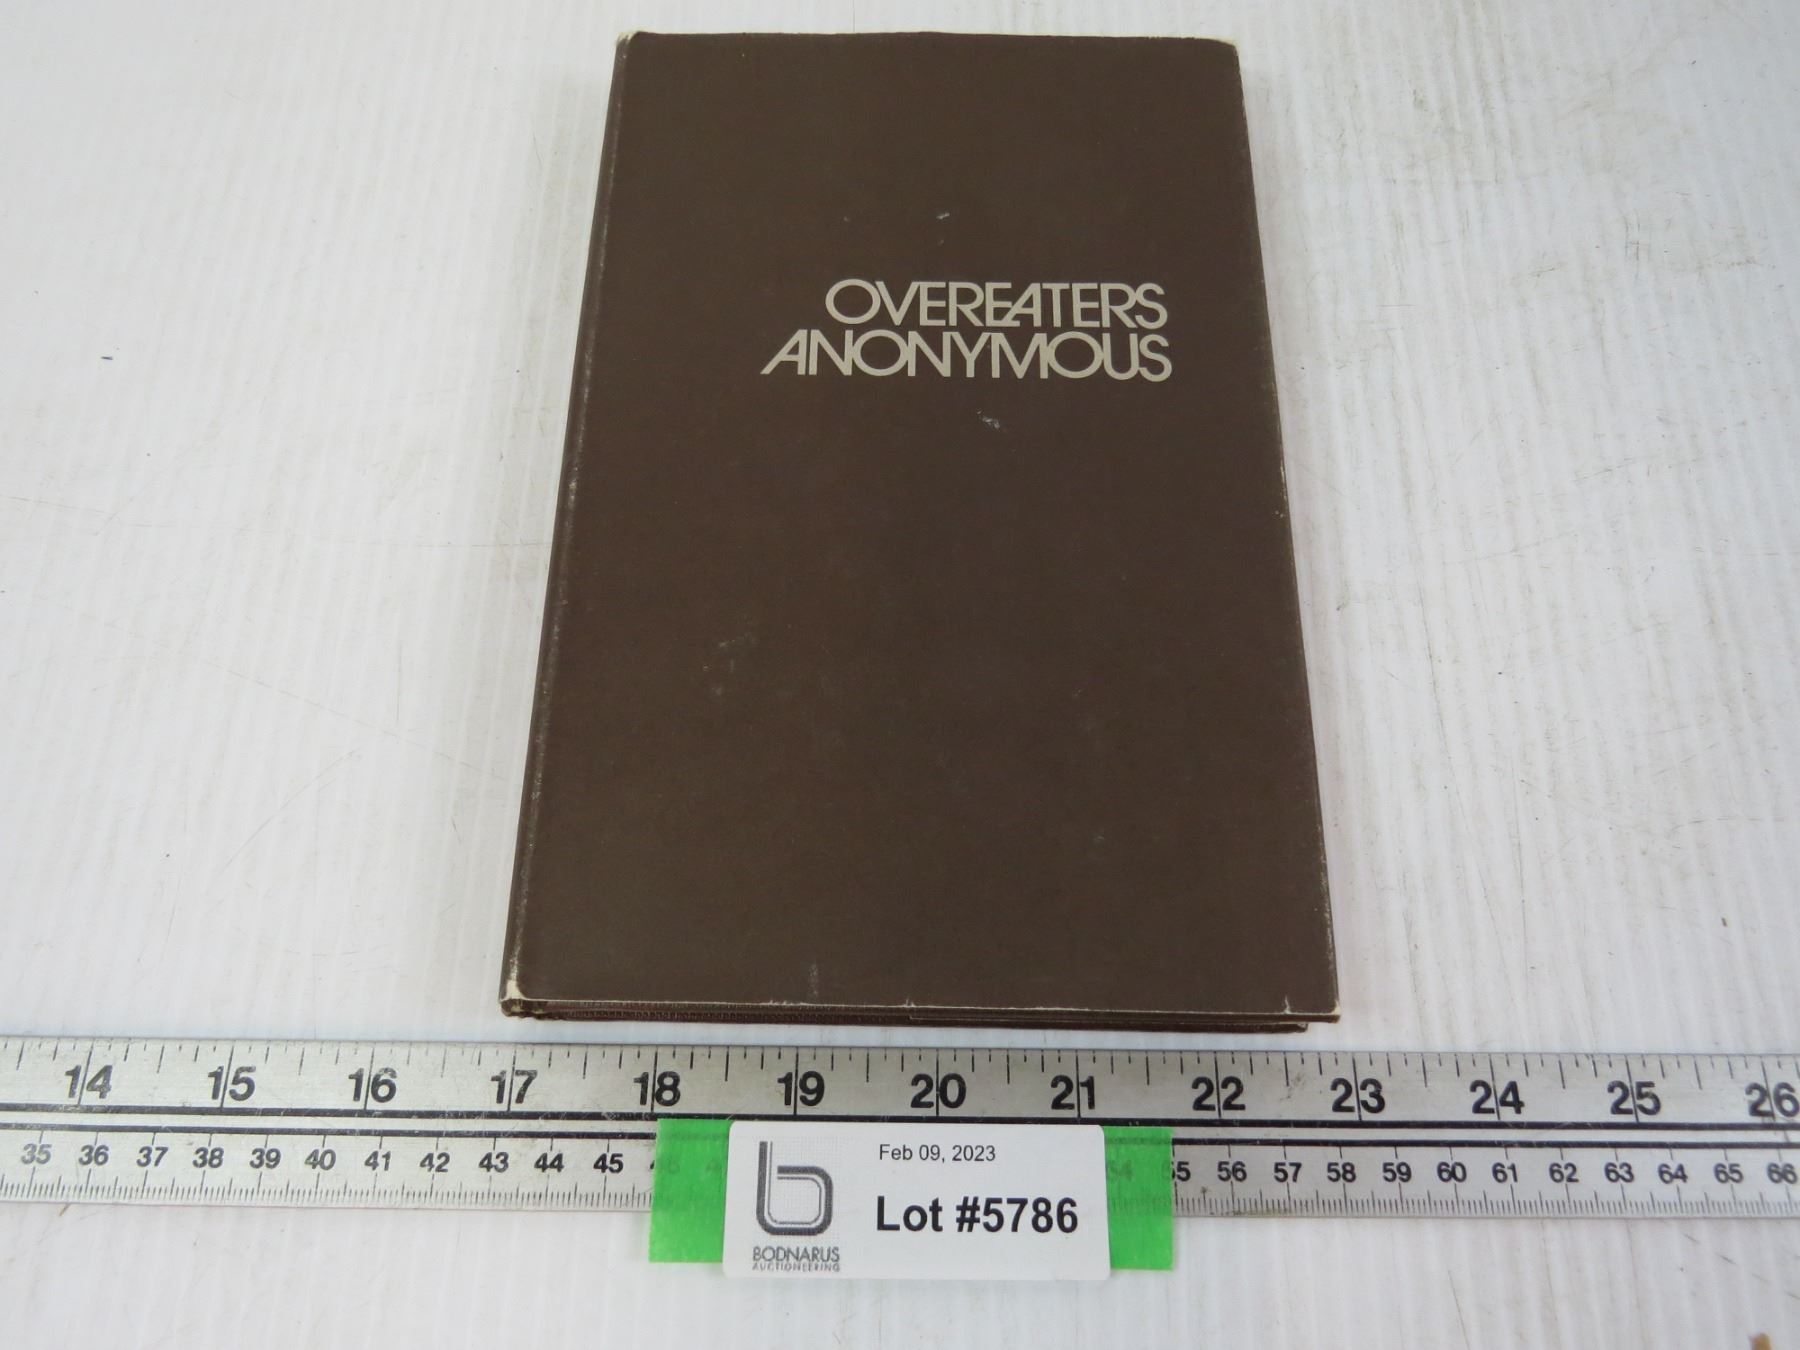 OVEREATERS
ANONYMOUS
14 15 16 17 18 19 20 21 22 23 24 25 26
35 36 37 38 39 40 41 42 43 44 45 55 56 57 58 59 60 61 62 63 64 65 66
Feb 09, 2023
Lot #5786
BODNARUS
AUCTIONEERING